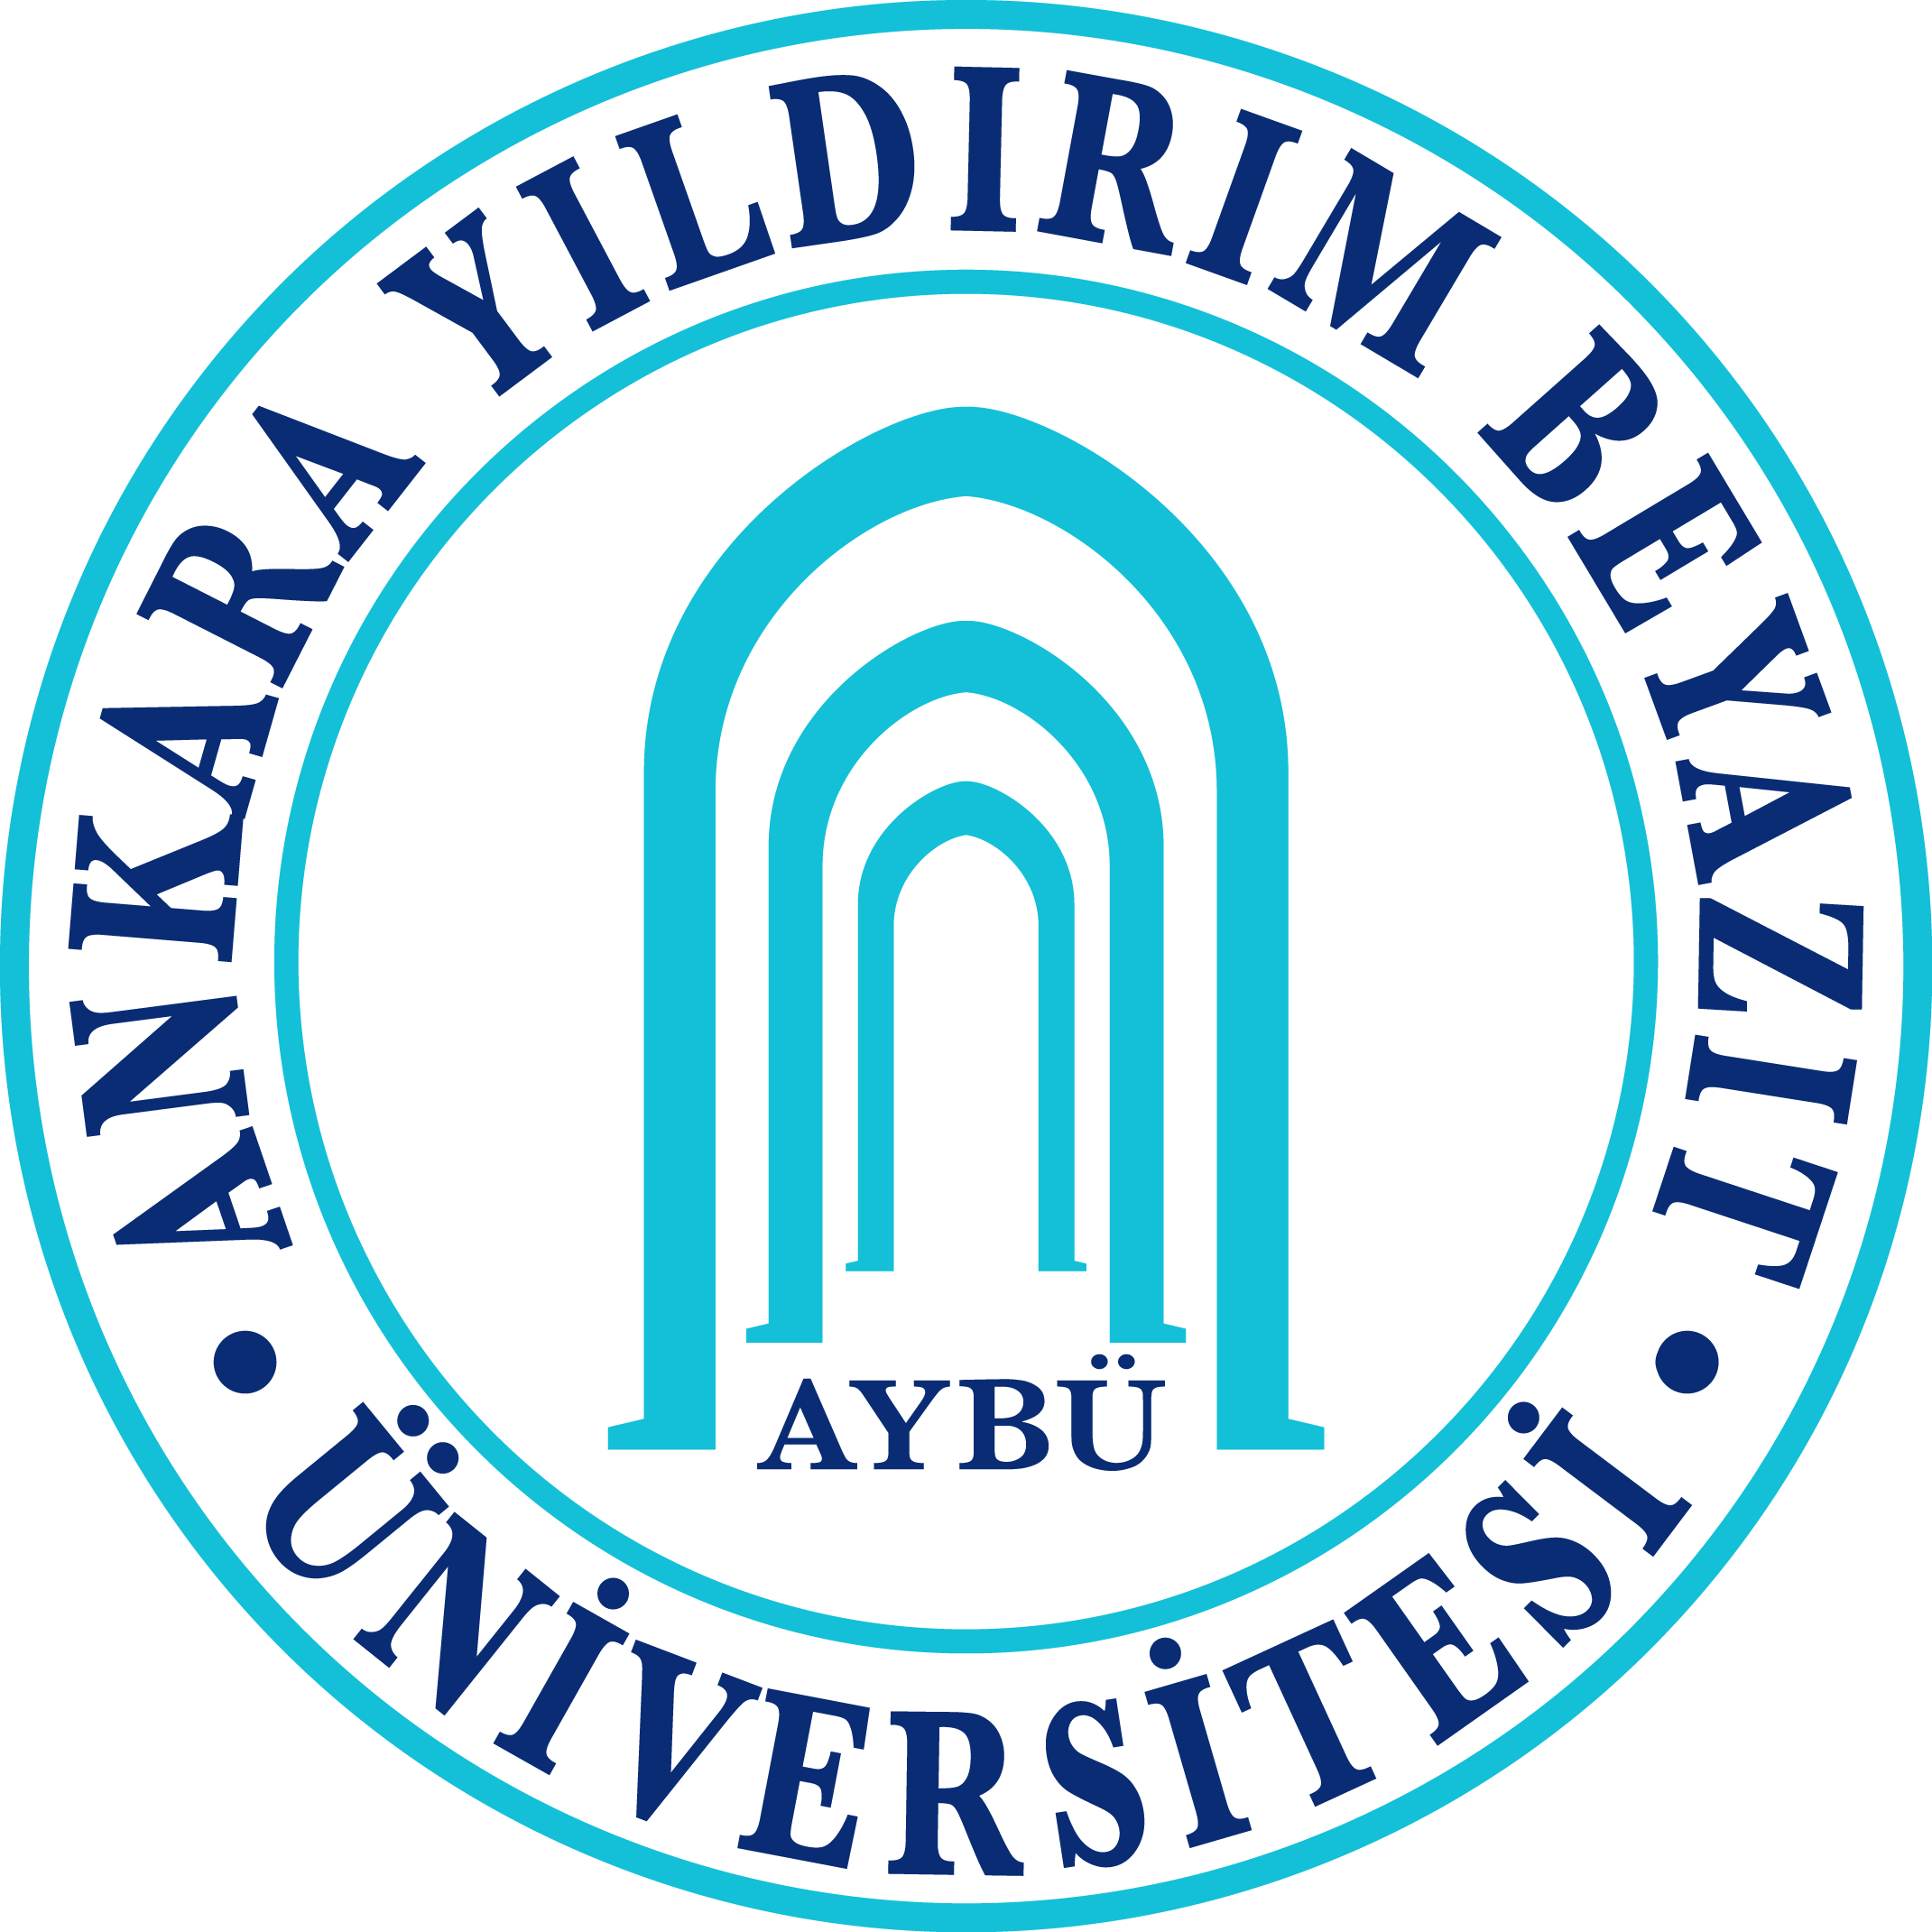 ANKARA YILDIRIM BEYAZIT
• ÜNİVERSİTESİ •
AYBÜ